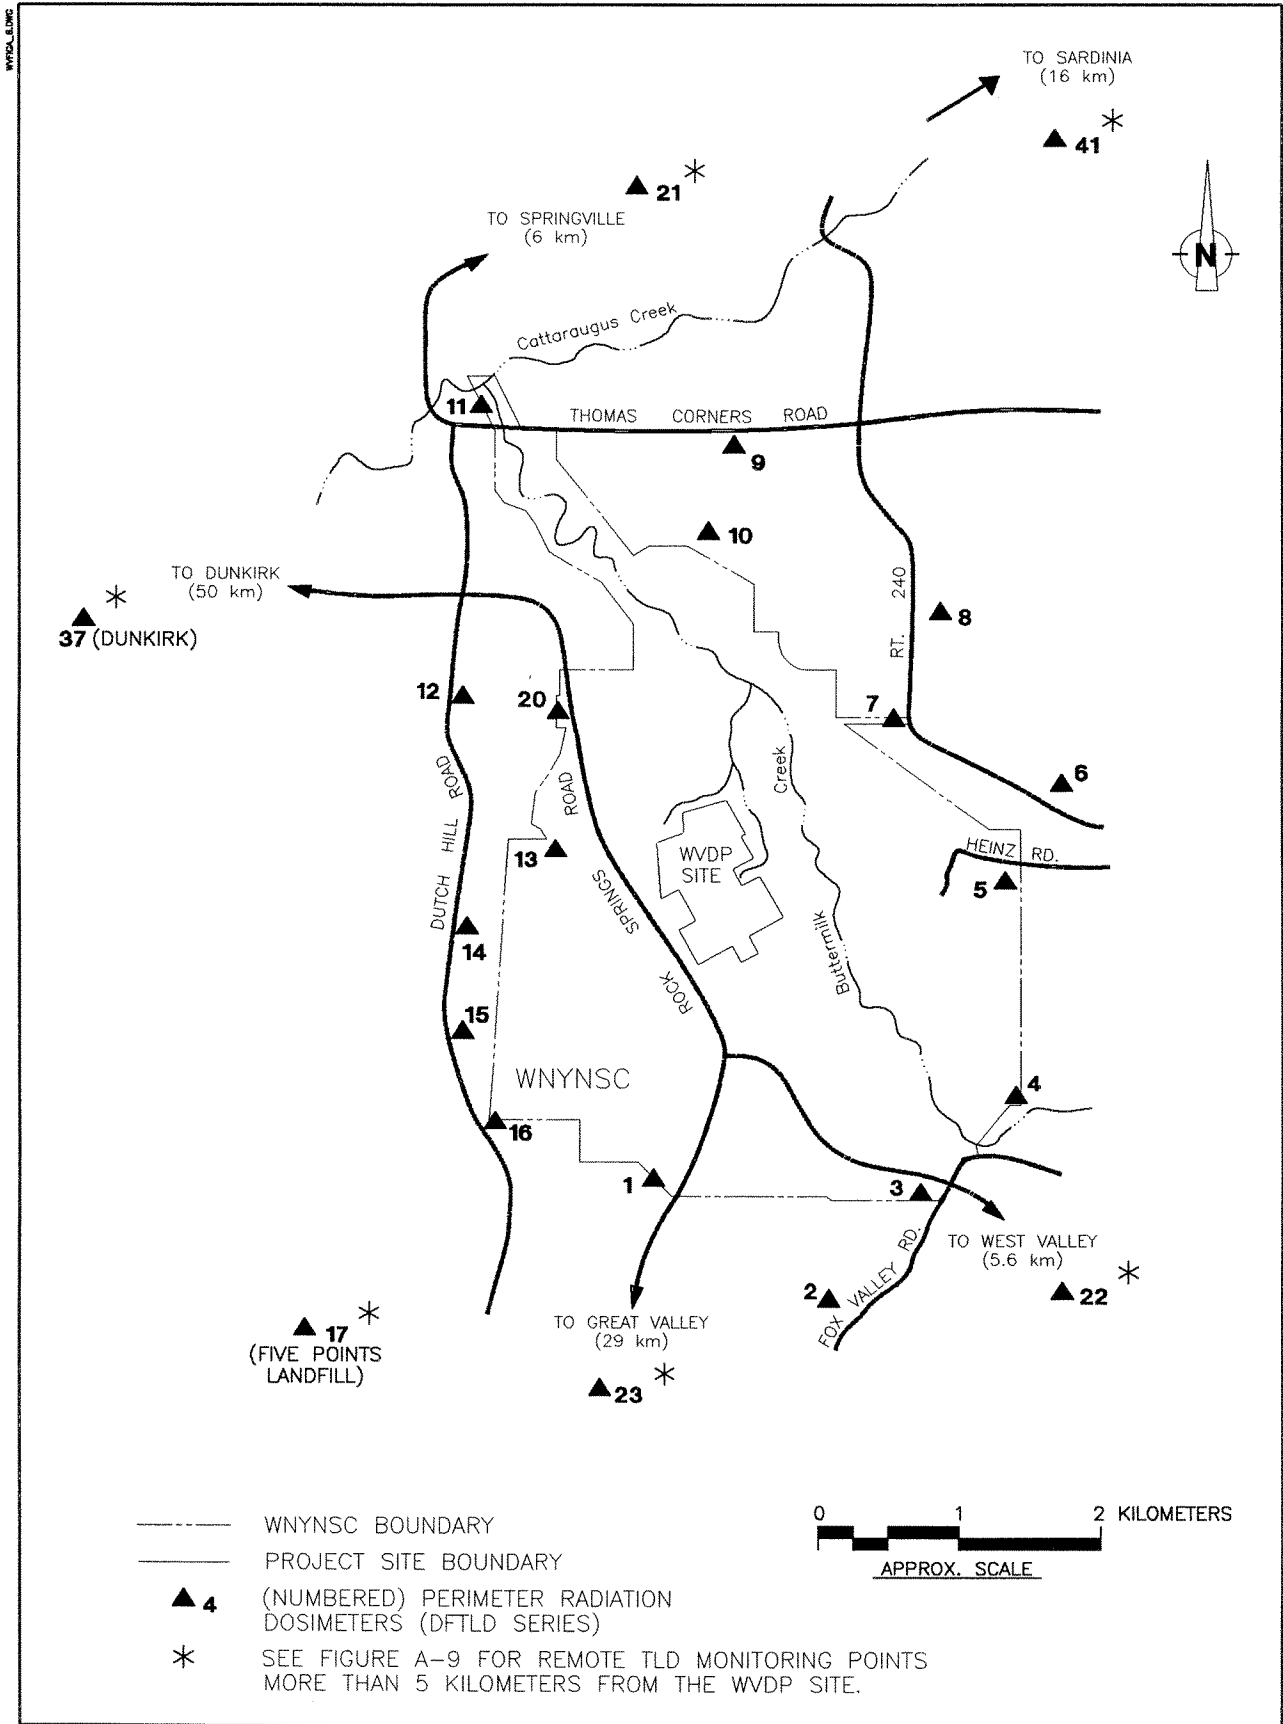 WVFIGA_8.DWG
TO SARDINIA
(16 km)
41 *
21 *
TO SPRINGVILLE
(6 km)
N
Cattaraugus Creek
11
THOMAS CORNERS ROAD
9
10
TO DUNKIRK
(50 km)
*
37 (DUNKIRK)
RT. 240
8
12
20
7
6
DUTCH HILL ROAD
ROCK SPRINGS ROAD
Buttermilk Creek
WVDP
SITE
HEINZ RD.
13
5
14
15
WNYNSC
4
16
1
3
TO WEST VALLEY
(5.6 km)
FOX VALLEY RD.
2
22 *
TO GREAT VALLEY
(29 km)
17 *
(FIVE POINTS
LANDFILL)
23 *
WNYNSC BOUNDARY
PROJECT SITE BOUNDARY
4 (NUMBERED) PERIMETER RADIATION
DOSIMETERS (DFTLD SERIES)
* SEE FIGURE A-9 FOR REMOTE TLD MONITORING POINTS
MORE THAN 5 KILOMETERS FROM THE WVDP SITE.
0 1 2 KILOMETERS
APPROX. SCALE